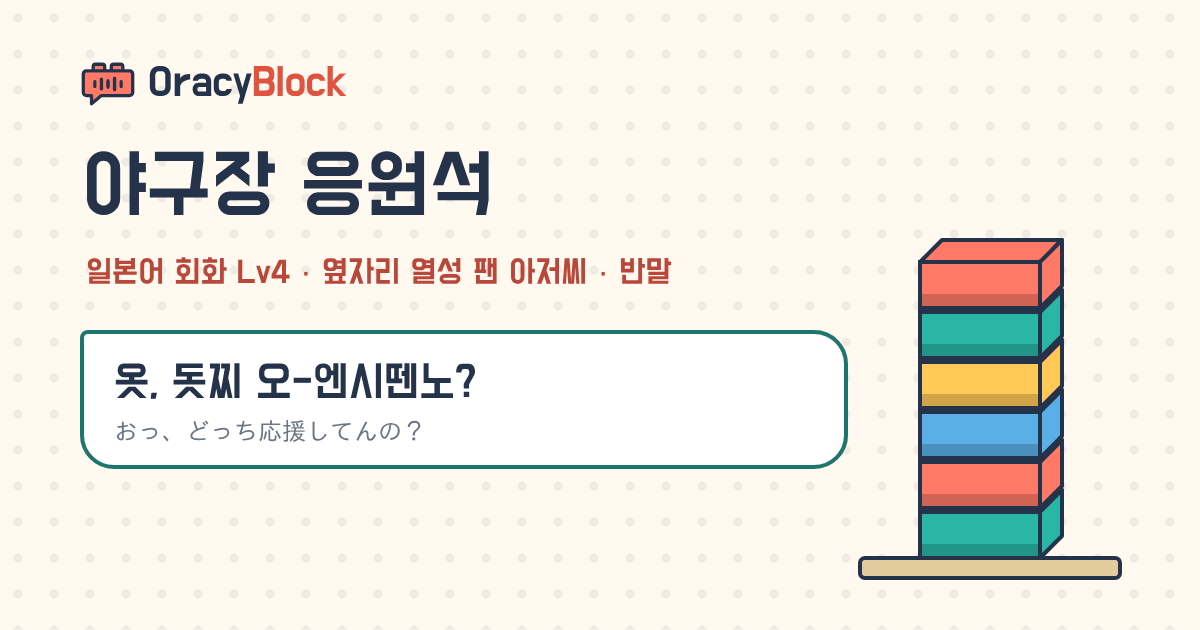 OracyBlock
야구장 응원석
일본어 회화 Lv4 · 옆자리 열성 팬 아저씨 · 반말
옷, 돗찌 오-엔시뗀노?
おっ、どっち応援してんの？